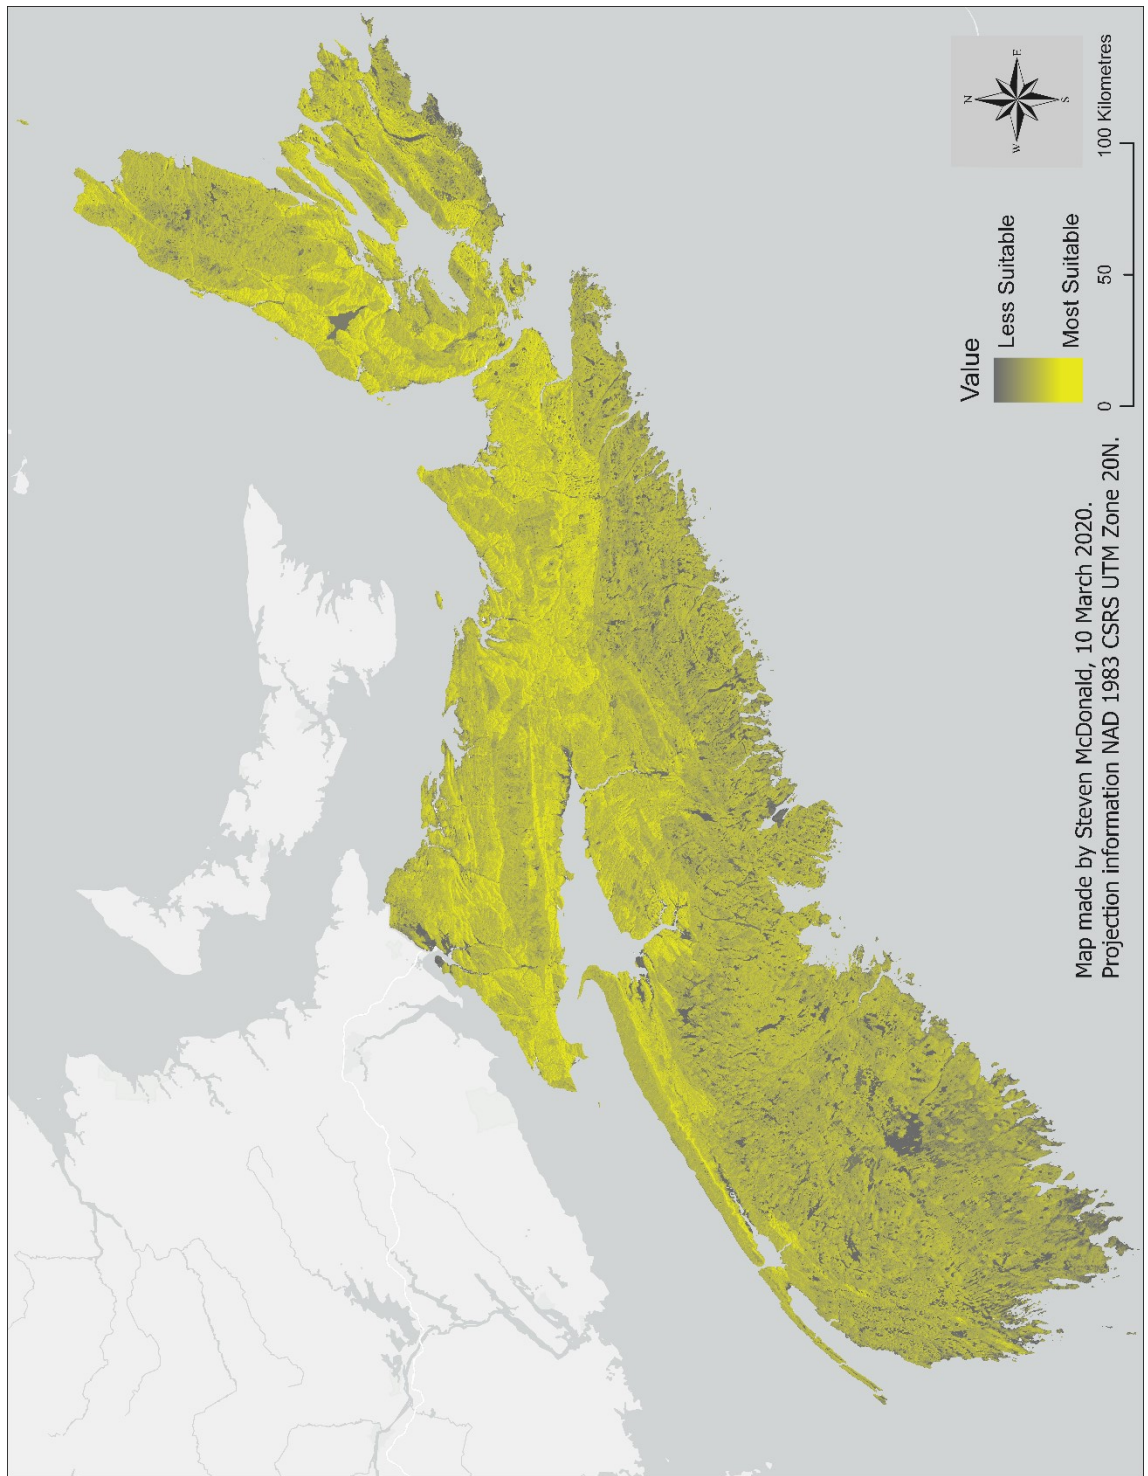 N
W
E
S
Value
Less Suitable
Most Suitable
0
50
100 Kilometres
Map made by Steven McDonald, 10 March 2020.
Projection information NAD 1983 CSRS UTM Zone 20N.